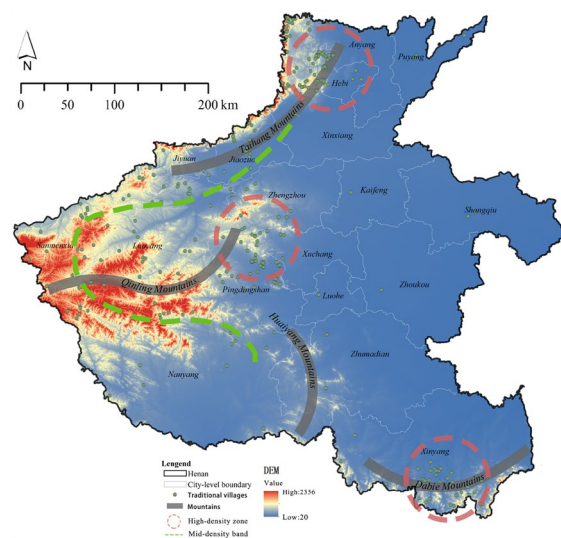 N
0 25 50 100 150 200 km
Anyang
Puyang
Hebi
Taihang Mountains
Xinxiang
Jiyuan
Jiaozuo
Zhengzhou
Kaifeng
Shangqiu
Sanmenxia
Luoyang
Xuchang
Qinling Mountains
Pingdingshan
Luohe
Zhoukou
Huaiyang Mountains
Zhumadian
Nanyang
Xinyang
Dabie Mountains
Lengend
Henan
City-level boundary
Traditional villages
Mountains
High-density zone
Mid-density band
DEM
Value
High:2356
Low:20